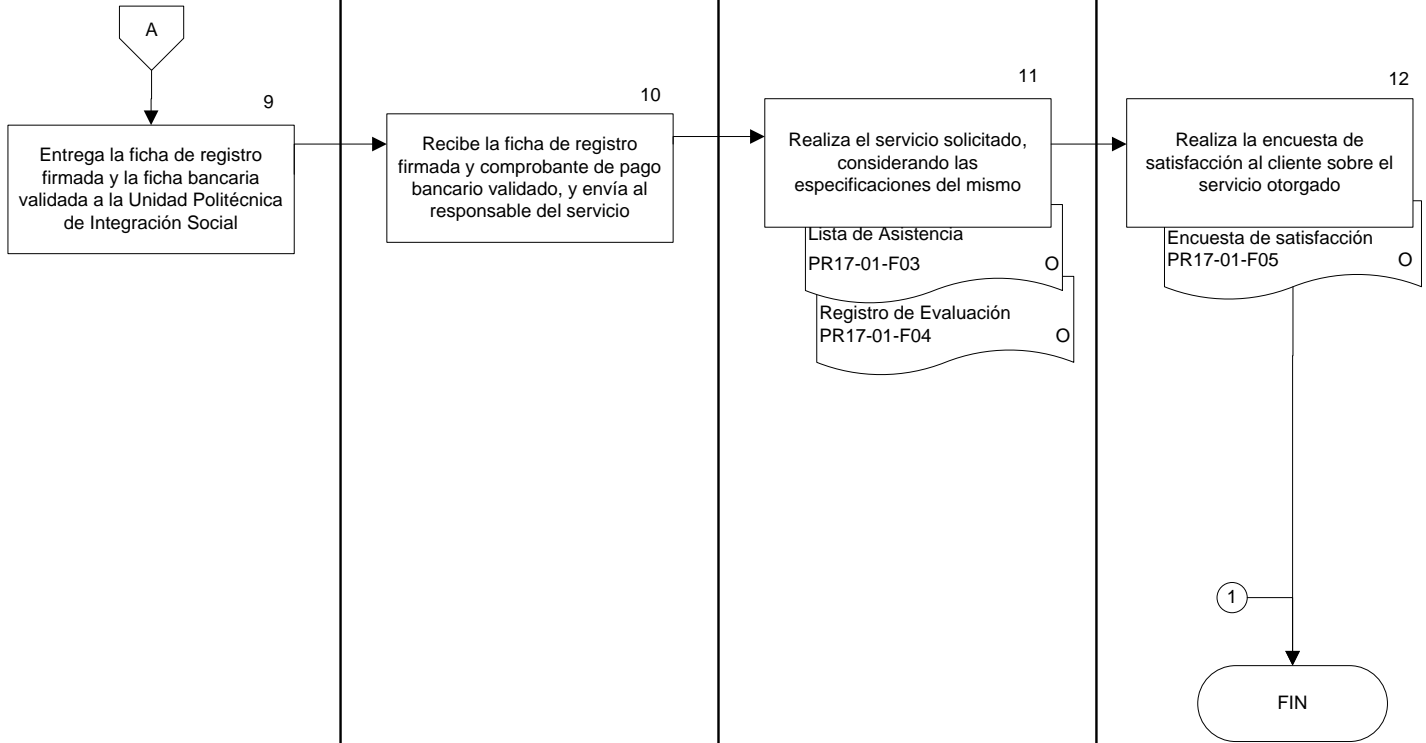 A
9
Entrega la ficha de registro
firmada y la ficha bancaria
validada a la Unidad Politécnica
de Integración Social
10
Recibe la ficha de registro
firmada y comprobante de pago
bancario validado, y envía al
responsable del servicio
11
Realiza el servicio solicitado,
considerando las
especificaciones del mismo
Lista de Asistencia
PR17-01-F03 O
Registro de Evaluación
PR17-01-F04 O
12
Realiza la encuesta de
satisfacción al cliente sobre el
servicio otorgado
Encuesta de satisfacción
PR17-01-F05 O
1
FIN